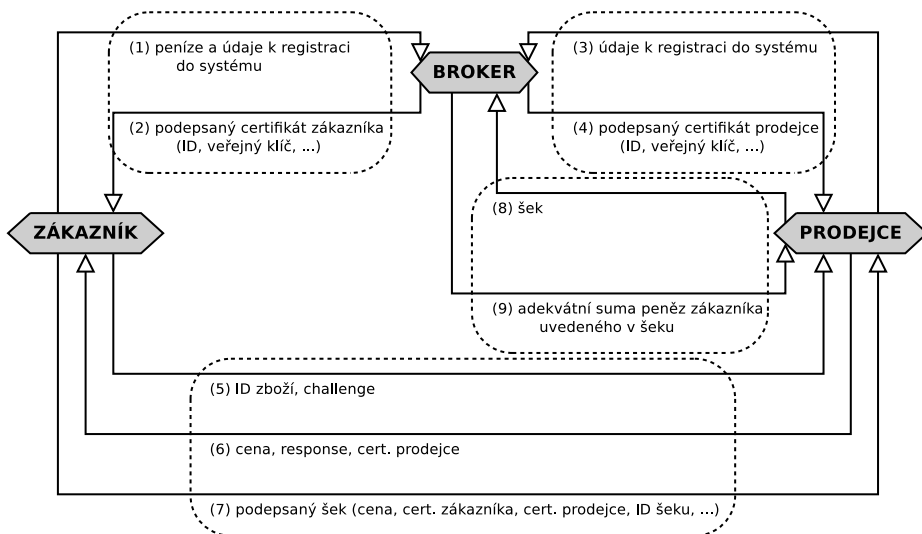 (1) peníze a údaje k registraci
do systému
(3) údaje k registraci do systému
BROKER
(2) podepsaný certifikát zákazníka
(ID, veřejný klíč, ...)
(4) podepsaný certifikát prodejce
(ID, veřejný klíč, ...)
(8) šek
ZÁKAZNÍK
PRODEJCE
(9) adekvátní suma peněz zákazníka
uvedeného v šeku
(5) ID zboží, challenge
(6) cena, response, cert. prodejce
(7) podepsaný šek (cena, cert. zákazníka, cert. prodejce, ID šeku, ...)